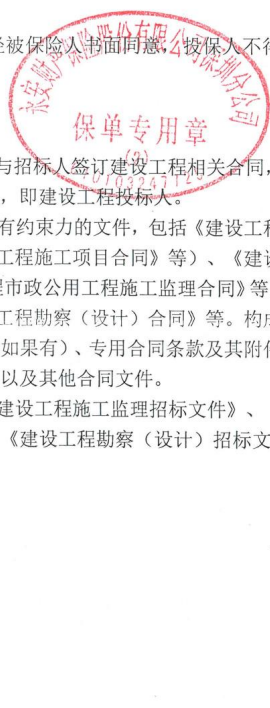 经被保险人书面同意，投保人不得
永安财产保险股份有限公司深圳分公司
保单专用章
(2)
与招标人签订建设工程相关合同，
，即建设工程投标人。
有约束力的文件，包括《建设工程
工程施工项目合同》等）、《建设
程市政公用工程施工监理合同》等
工程勘察（设计）合同》等。构成
如果有）、专用合同条款及其附件
以及其他合同文件。
建设工程施工监理招标文件》、
《建设工程勘察（设计）招标文